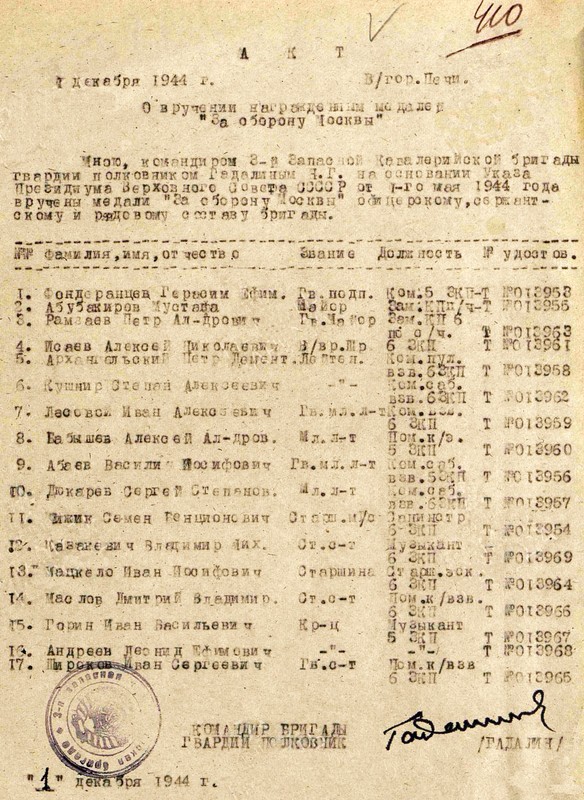 410
А К Т
1 декабря 1944 г. В/гор. Печи.
О вручении награжденным медалей
"За оборону Москвы"
Мною, командиром 3-й Запасной Кавалерийской бригады
гвардии полковником Гадалиным Н.Г. на основании Указа
Президиума Верховного Совета СССР от 1-го мая 1944 года
вручены медали "За оборону Москвы" офицерскому, сержант-
скому и рядовому составу бригады.
№№ Фамилия,имя,отчество Звание Должность № удостов.
1. Фондеранцев Герасим Ефим. Гв.подп. Ком.5 ЗКП-Т №013953
2. Абубакиров Мустафа Майор Зам.КПп/ч-Т №013955
3. Рамзаев Петр Ал-дрович Гв.Майор Зам.КП 6
по с/ч. Т №013963
4. Исаев Алексей Николаевич В/вр.Шр. 6 ЗКП Т №013961
5. Архангельский Петр Демент. Лейтен. Ком.пул.
взв.6ЗКП Т №013958
6. Кушнир Степан Алексеевич -"- Ком.саб.
взв.6ЗКП Т №013962
7. Лесовой Иван Алексеевич Гв.мл.л-т Ком.взв.
6 ЗКП Т №013959
8. Бабышев Алексей Ал-дров. Мл.л-т Пом.к/э.
5 ЗКП Т №013960
9. Абаев Василий Иосифович Гв.мл.л-т Ком.саб.
взв.5ЗКП Т №013956
10. Дюкарев Сергей Степанов. Мл.л-т Ком.саб.
взв.6ЗКП Т №013957
11. Чижик Семен Бенционович Старш.м/с Санинстр
6 ЗКП Т №013954
12. Казакевич Владимир Мих. Ст.с-т Музыкант
6 ЗКП Т №013969
13. Мацкело Иван Иосифович Старшина Старш.эск.
6 ЗКП Т №013964
14. Маслов Дмитрий Владимир. Ст.с-т Пом.к/взв.
6 ЗКП Т №013966
15. Горин Иван Васильевич Кр-ц Музыкант
5 ЗКП Т №013967
16. Андреев Леонид Ефимович -"- -"- Т №013968
17. Широков Иван Сергеевич Гв.с-т Пом.к/взв
6 ЗКП Т №013965
КОМАНДИР БРИГАДЫ
ГВАРДИИ ПОЛКОВНИК /ГАДАЛИН/
"1" декабря 1944 г.